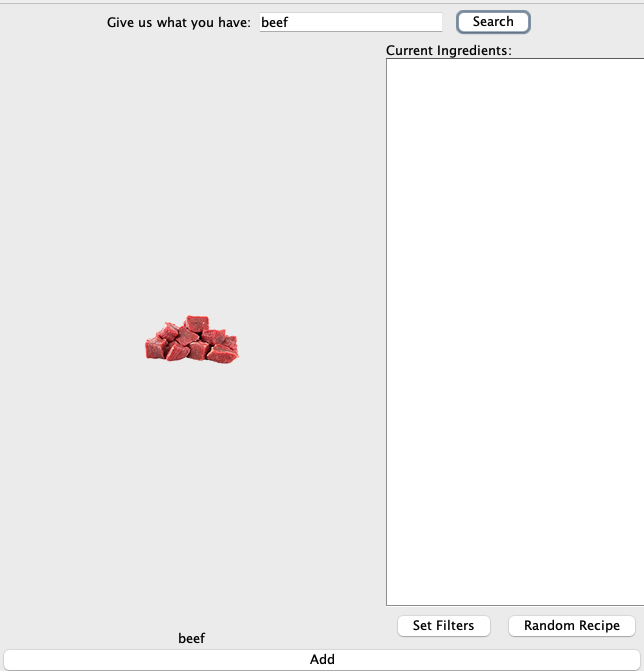 Give us what you have: beef Search
Current Ingredients:
Set Filters Random Recipe
beef
Add